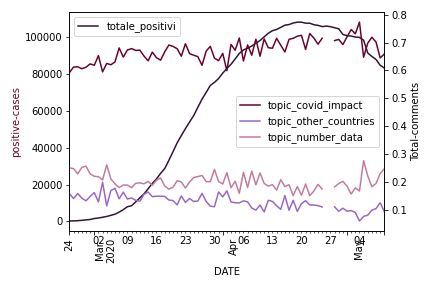 totale_positivi
topic_covid_impact
topic_other_countries
topic_number_data
positive-cases
100000
80000
60000
40000
20000
0
Total-comments
0.8
0.7
0.6
0.5
0.4
0.3
0.2
0.1
24
02
09
16
23
30
06
13
20
27
04
Mar
2020
Apr
May
DATE